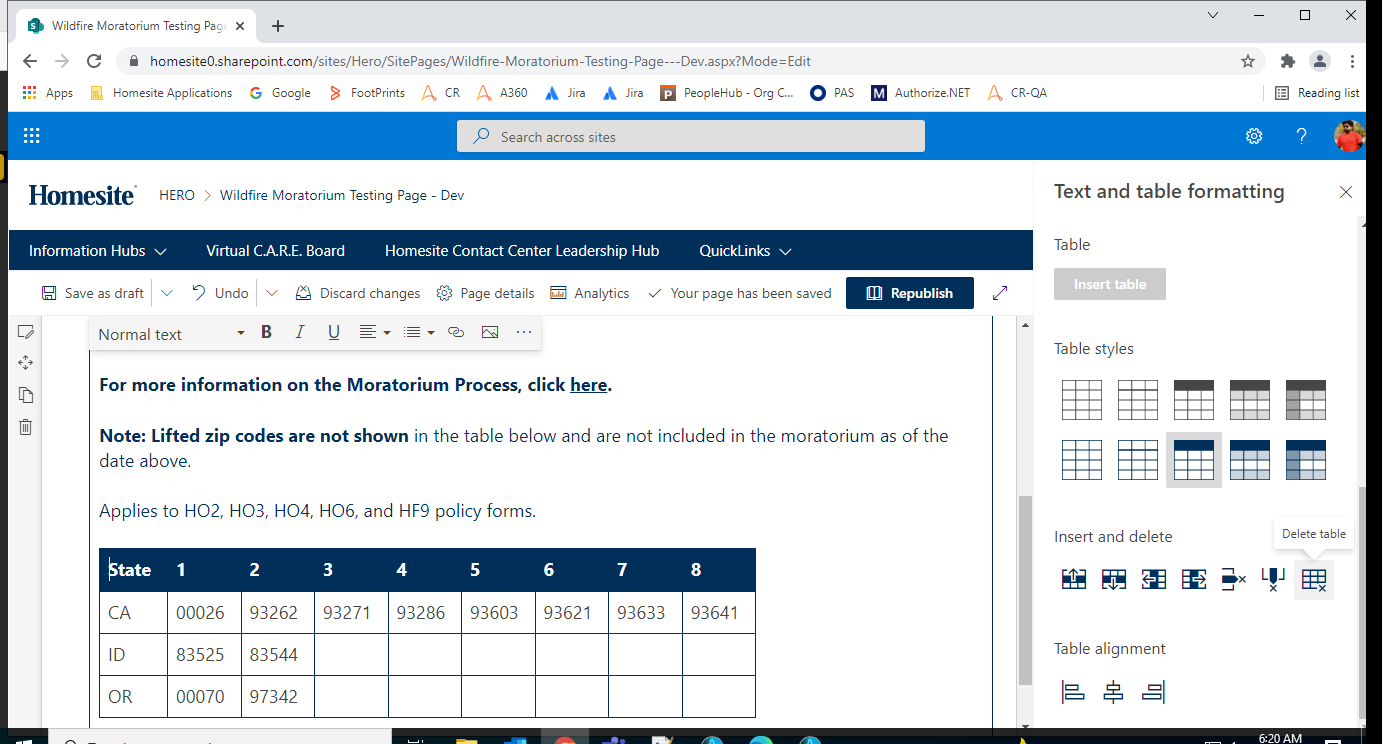 Wildfire Moratorium Testing Pag
homesite0.sharepoint.com/sites/Hero/SitePages/Wildfire-Moratorium-Testing-Page---Dev.aspx?Mode=Edit
Apps Homesite Applications Google FootPrints CR A360 Jira Jira PeopleHub - Org C... PAS Authorize.NET CR-QA Reading list
Search across sites
Homesite HERO Wildfire Moratorium Testing Page - Dev
Information Hubs Virtual C.A.R.E. Board Homesite Contact Center Leadership Hub QuickLinks
Save as draft Undo Discard changes Page details Analytics Your page has been saved Republish
Normal text B I U
For more information on the Moratorium Process, click here.
Note: Lifted zip codes are not shown in the table below and are not included in the moratorium as of the
date above.
Applies to HO2, HO3, HO4, HO6, and HF9 policy forms.
State 1 2 3 4 5 6 7 8
CA 00026 93262 93271 93286 93603 93621 93633 93641
ID 83525 83544
OR 00070 97342
Text and table formatting
Table
Insert table
Table styles
Insert and delete
Delete table
Table alignment
6:20 AM